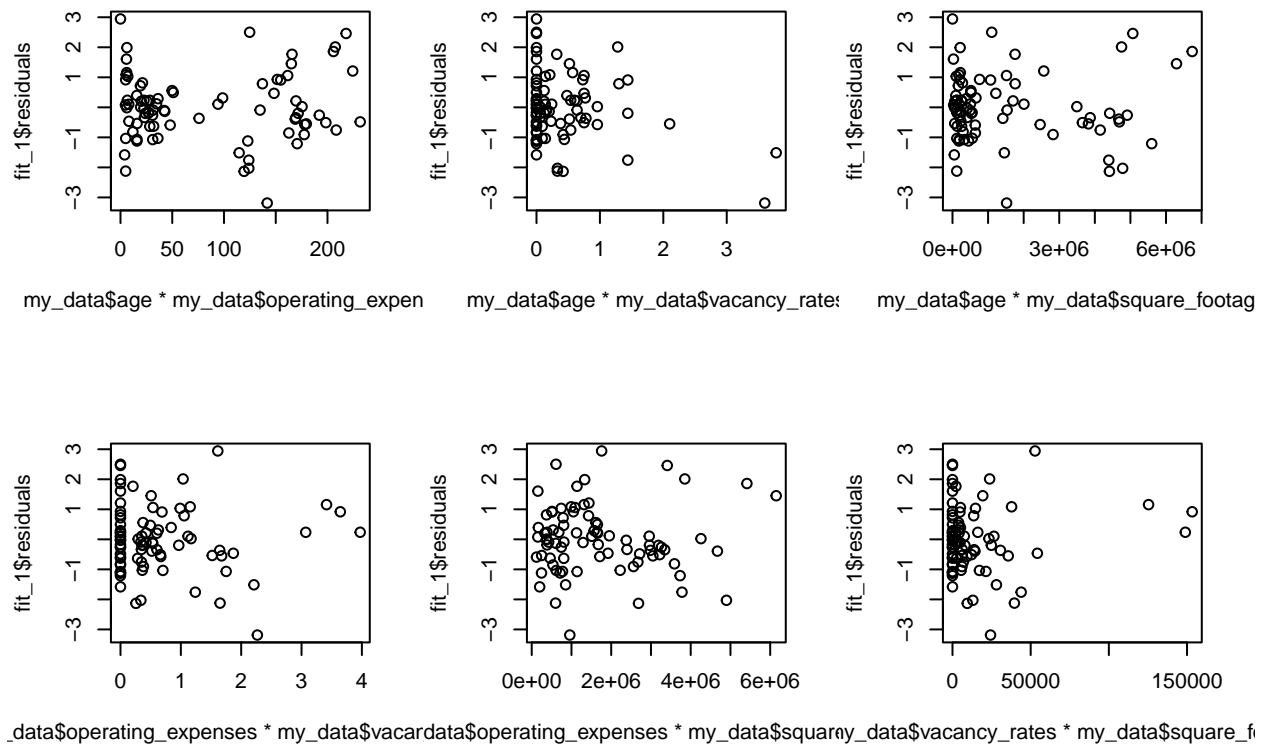 fit_1$residuals
−3 −1 1 2 3
0 50 100 200
my_data$age * my_data$operating_expen
fit_1$residuals
−3 −1 1 2 3
0 1 2 3
my_data$age * my_data$vacancy_rates
fit_1$residuals
−3 −1 1 2 3
0e+00 3e+06 6e+06
my_data$age * my_data$square_footag
fit_1$residuals
−3 −1 1 2 3
0 1 2 3 4
_data$operating_expenses * my_data$vacar
fit_1$residuals
−3 −1 1 2 3
0e+00 2e+06 4e+06 6e+06
data$operating_expenses * my_data$squar
fit_1$residuals
−3 −1 1 2 3
0 50000 150000
y_data$vacancy_rates * my_data$square_f